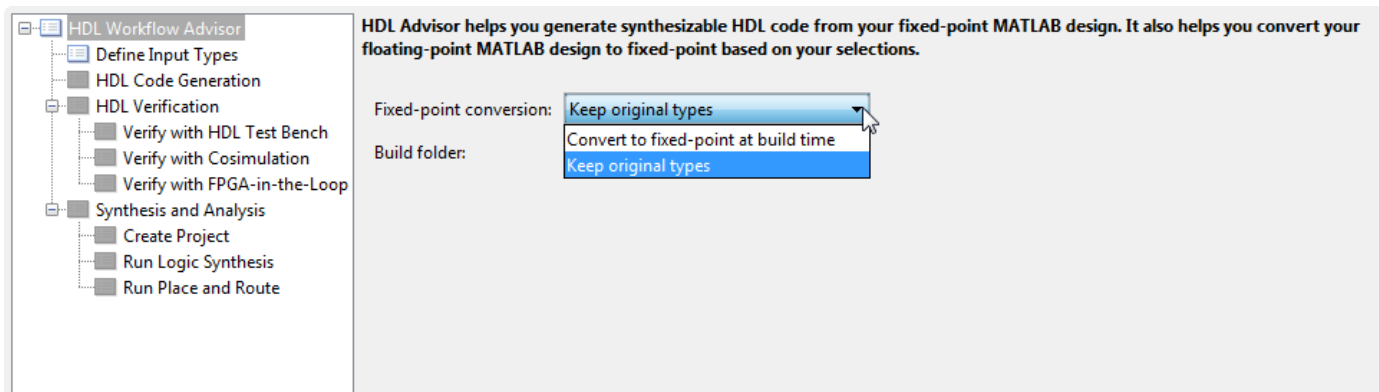 HDL Workflow Advisor
Define Input Types
HDL Code Generation
HDL Verification
Verify with HDL Test Bench
Verify with Cosimulation
Verify with FPGA-in-the-Loop
Synthesis and Analysis
Create Project
Run Logic Synthesis
Run Place and Route
HDL Advisor helps you generate synthesizable HDL code from your fixed-point MATLAB design. It also helps you convert your
floating-point MATLAB design to fixed-point based on your selections.
Fixed-point conversion: Keep original types
Convert to fixed-point at build time
Build folder:
Keep original types